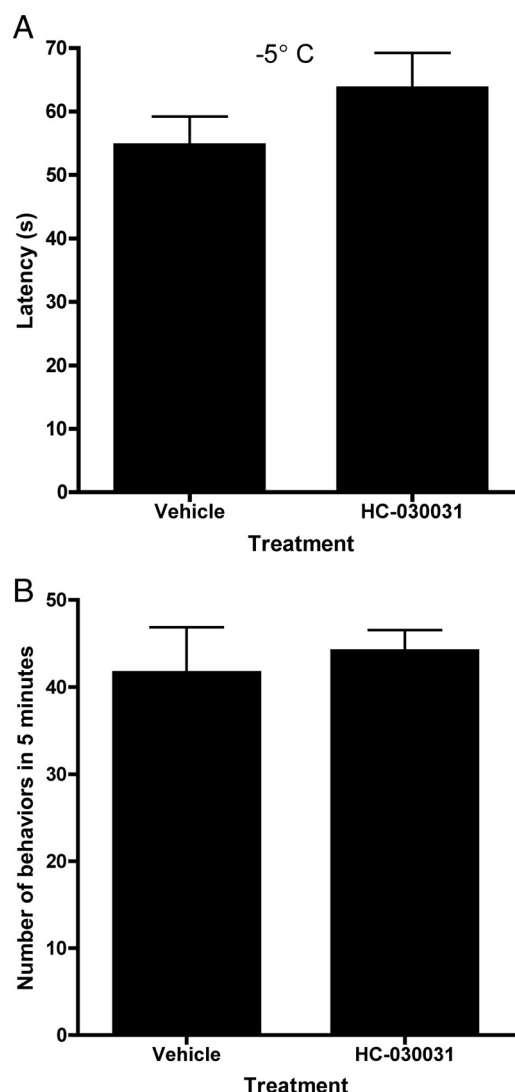 A
-5° C
70
60
50
40
30
20
10
0
Latency (s)
Vehicle HC-030031
Treatment
B
50
40
30
20
10
0
Number of behaviors in 5 minutes
Vehicle HC-030031
Treatment